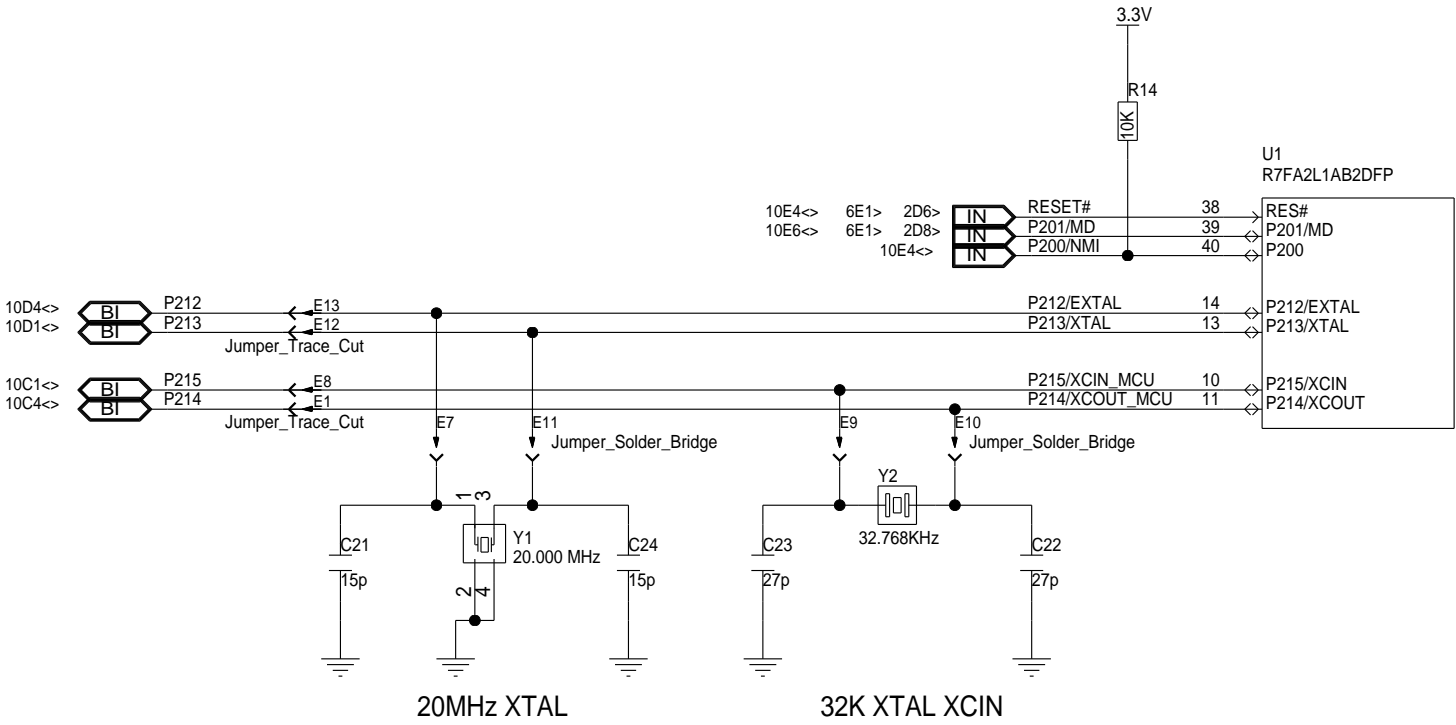 3.3V
R14
10K
U1
R7FA2L1AB2DFP
10E4<> 6E1> 2D6> IN RESET# 38 RES#
10E6<> 6E1> 2D8> IN P201/MD 39 P201/MD
10E4<> IN P200/NMI 40 P200
10D4<> BI P212 E13 P212/EXTAL 14 P212/EXTAL
10D1<> BI P213 E12 P213/XTAL 13 P213/XTAL
Jumper_Trace_Cut
10C1<> BI P215 E8 P215/XCIN_MCU 10 P215/XCIN
10C4<> BI P214 E1 P214/XCOUT_MCU 11 P214/XCOUT
Jumper_Trace_Cut
E7 E11 E9 E10
Jumper_Solder_Bridge Jumper_Solder_Bridge
1 3 Y2
C21 Y1 C24 C23 32.768KHz C22
20.000 MHz
15p 15p 27p 27p
2 4
20MHz XTAL 32K XTAL XCIN